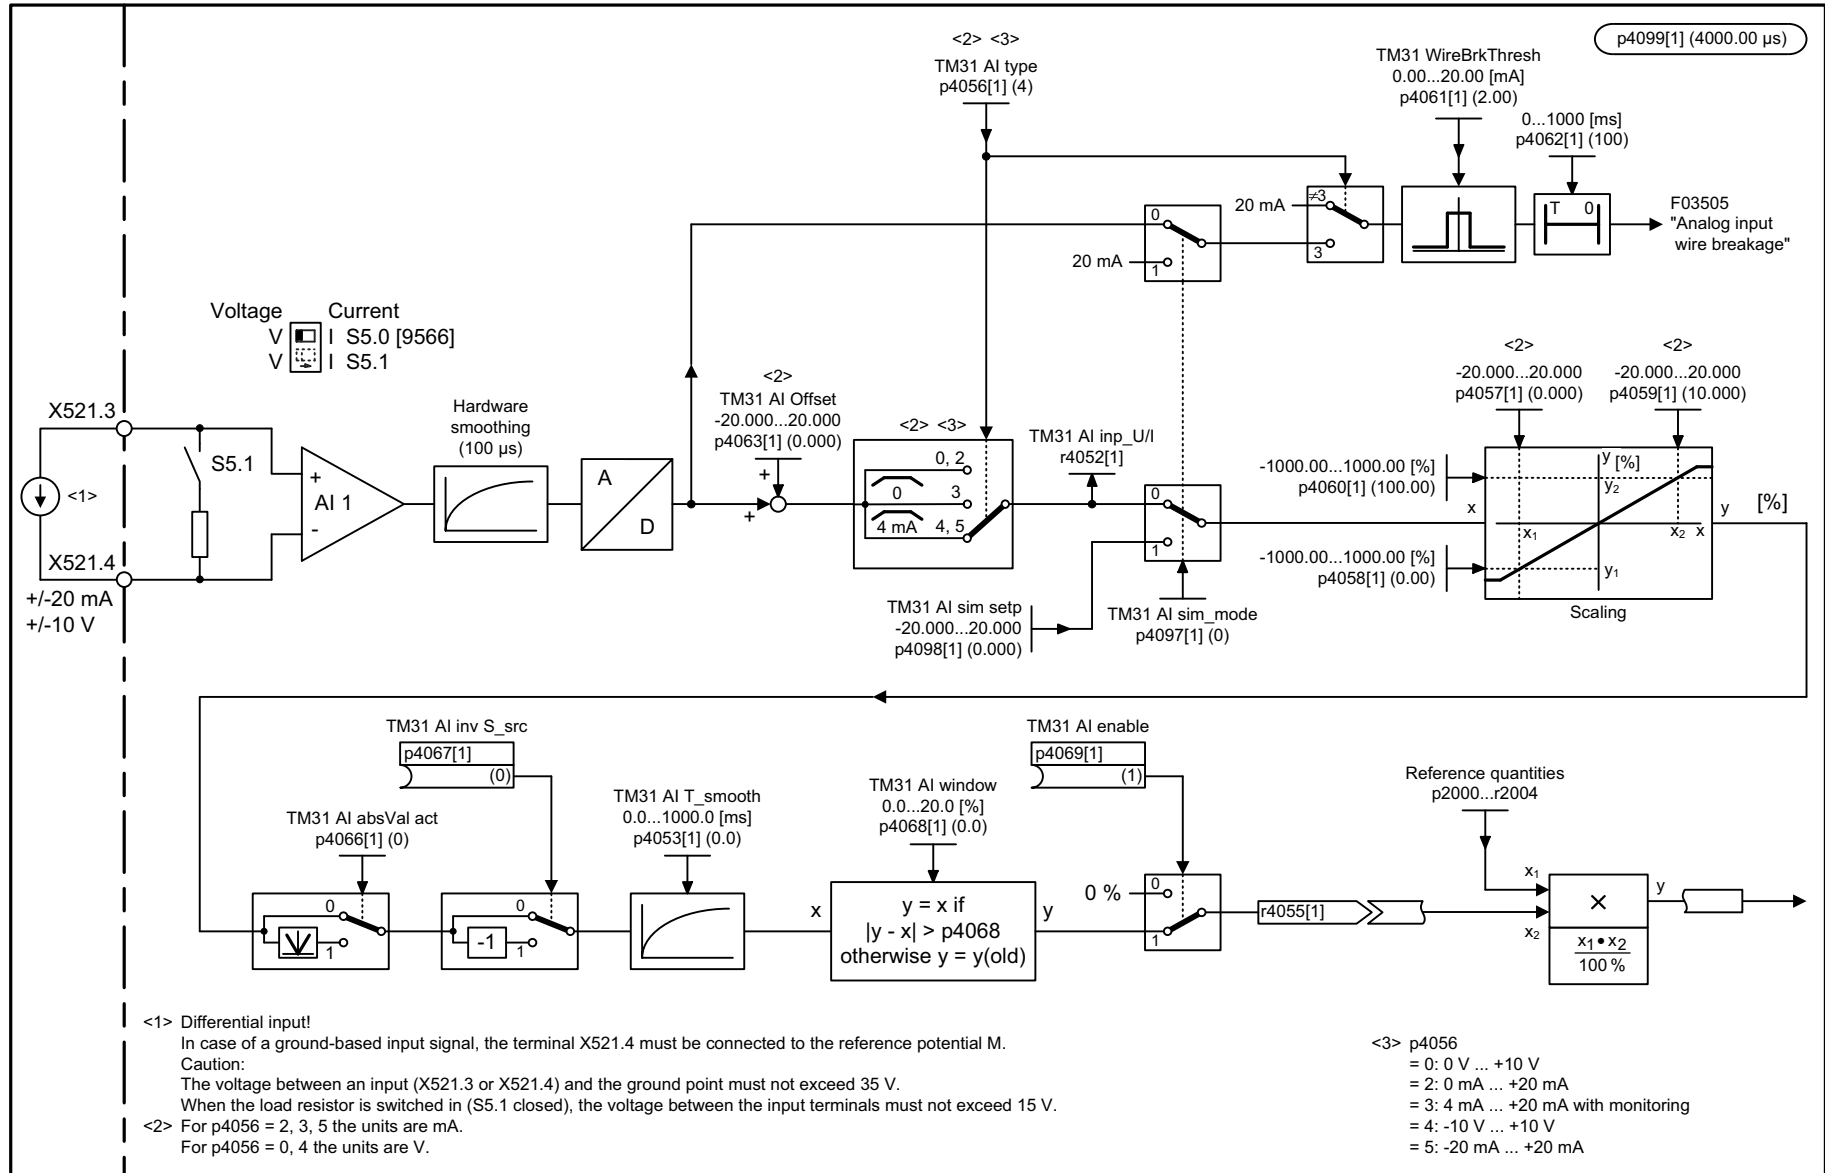 p4099[1] (4000.00 µs)
<2> <3>
TM31 AI type
p4056[1] (4)
TM31 WireBrkThresh
0.00...20.00 [mA]
p4061[1] (2.00)
0...1000 [ms]
p4062[1] (100)
20 mA
≠3
3
0
20 mA
1
T 0
F03505
"Analog input
wire breakage"
Voltage Current
V I S5.0 [9566]
V I S5.1
X521.3
<1>
X521.4
+/-20 mA
+/-10 V
S5.1
+
AI 1
-
Hardware
smoothing
(100 µs)
A
D
<2>
TM31 AI Offset
-20.000...20.000
p4063[1] (0.000)
+
+
<2> <3>
0, 2
0
3
4 mA
4, 5
TM31 AI inp_U/I
r4052[1]
0
1
TM31 AI sim setp
-20.000...20.000
p4098[1] (0.000)
TM31 AI sim_mode
p4097[1] (0)
<2>
-20.000...20.000
p4057[1] (0.000)
<2>
-20.000...20.000
p4059[1] (10.000)
-1000.00...1000.00 [%]
p4060[1] (100.00)
-1000.00...1000.00 [%]
p4058[1] (0.00)
x
y [%]
y2
x1
x2 x
y1
y
[%]
Scaling
TM31 AI absVal act
p4066[1] (0)
0
1
TM31 AI inv S_src
p4067[1]
(0)
0
-1
1
TM31 AI T_smooth
0.0...1000.0 [ms]
p4053[1] (0.0)
TM31 AI window
0.0...20.0 [%]
p4068[1] (0.0)
x
y = x if
|y - x| > p4068
otherwise y = y(old)
y
TM31 AI enable
p4069[1]
(1)
0 %
0
1
r4055[1]
Reference quantities
p2000...r2004
x1
x2
×
x1 • x2
100 %
y
<1> Differential input!
In case of a ground-based input signal, the terminal X521.4 must be connected to the reference potential M.
Caution:
The voltage between an input (X521.3 or X521.4) and the ground point must not exceed 35 V.
When the load resistor is switched in (S5.1 closed), the voltage between the input terminals must not exceed 15 V.
<2> For p4056 = 2, 3, 5 the units are mA.
For p4056 = 0, 4 the units are V.
<3> p4056
= 0: 0 V ... +10 V
= 2: 0 mA ... +20 mA
= 3: 4 mA ... +20 mA with monitoring
= 4: -10 V ... +10 V
= 5: -20 mA ... +20 mA